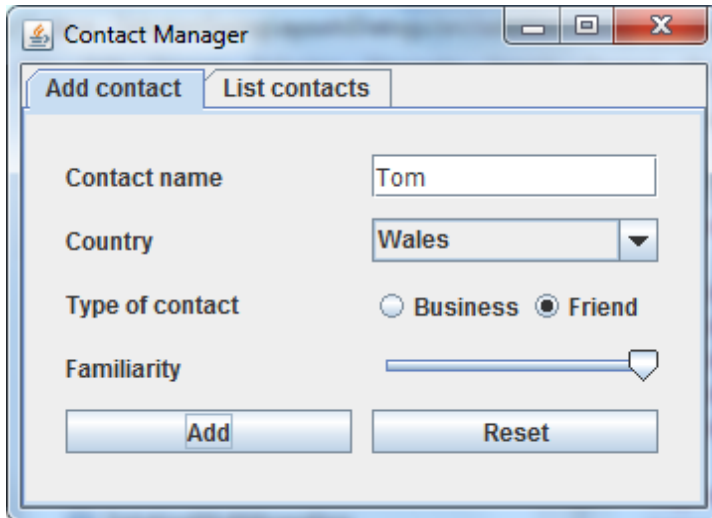 Contact Manager
Add contact List contacts
Contact name Tom
Country Wales
Type of contact Business Friend
Familiarity
Add Reset